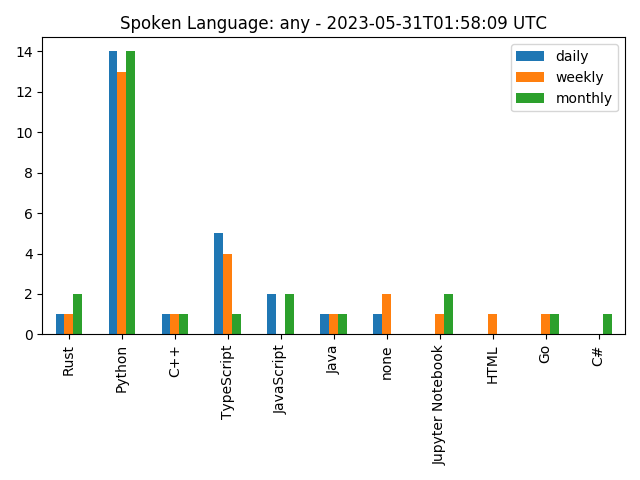 Spoken Language: any - 2023-05-31T01:58:09 UTC
14
12
10
8
6
4
2
0
daily
weekly
monthly
Rust
Python
C++
TypeScript
JavaScript
Java
none
Jupyter Notebook
HTML
Go
C#